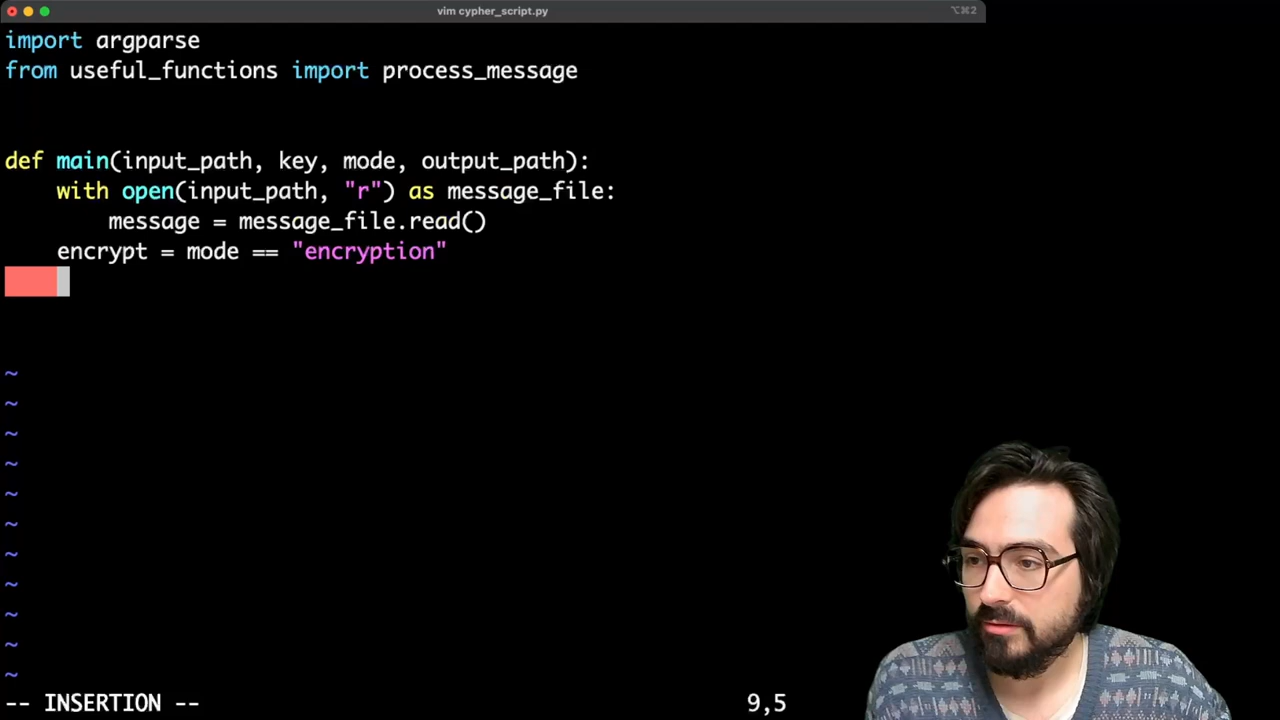 vim cypher_script.py
⌥⌘2
import argparse
from useful_functions import process_message
def main(input_path, key, mode, output_path):
    with open(input_path, "r") as message_file:
        message = message_file.read()
    encrypt = mode == "encryption"
~
~
~
~
~
~
~
~
~
~
~
-- INSERTION --
9,5